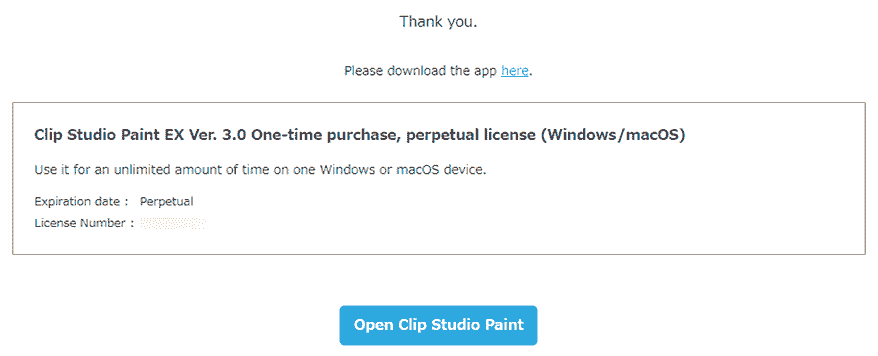 Thank you.
Please download the app here.
Clip Studio Paint EX Ver. 3.0 One-time purchase, perpetual license (Windows/macOS)
Use it for an unlimited amount of time on one Windows or macOS device.
Expiration date : Perpetual
License Number :
Open Clip Studio Paint